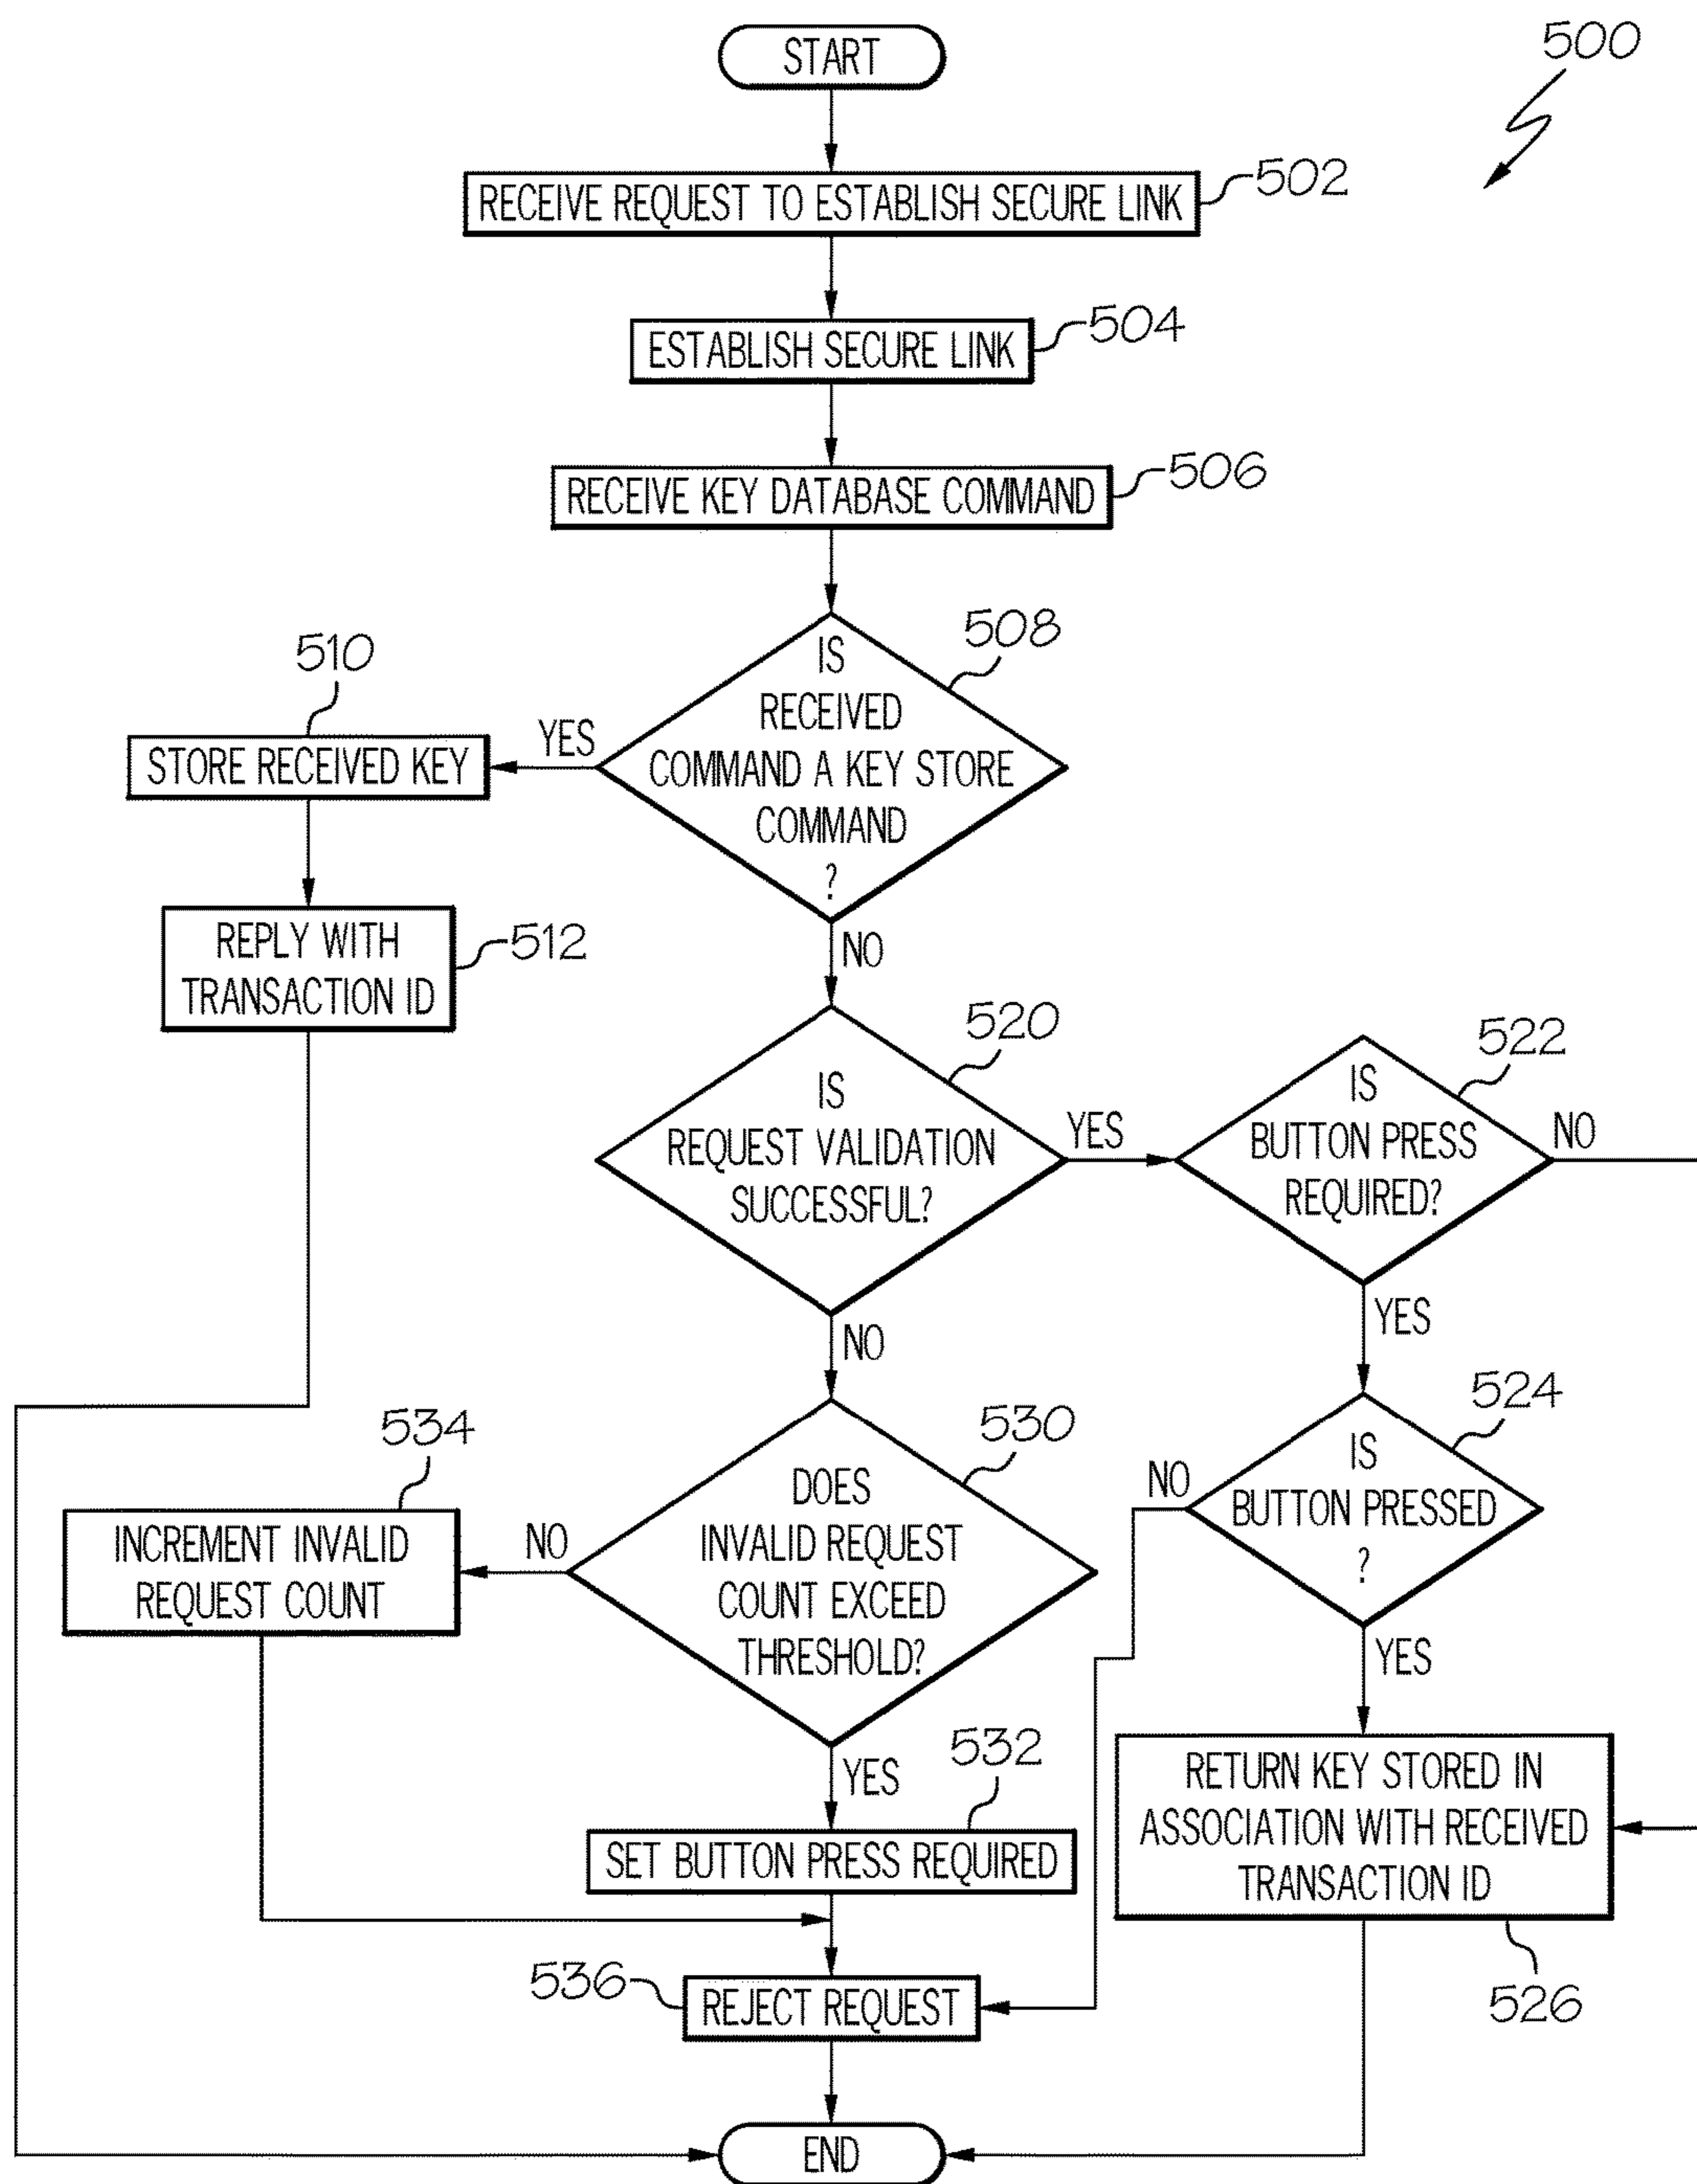 START
500
RECEIVE REQUEST TO ESTABLISH SECURE LINK
502
ESTABLISH SECURE LINK
504
RECEIVE KEY DATABASE COMMAND
506
508
IS
RECEIVED
COMMAND A KEY STORE
COMMAND
?
YES
510
STORE RECEIVED KEY
REPLY WITH
TRANSACTION ID
512
NO
520
IS
REQUEST VALIDATION
SUCCESSFUL?
YES
522
IS
BUTTON PRESS
REQUIRED?
NO
YES
NO
524
IS
BUTTON PRESSED
?
NO
YES
530
DOES
INVALID REQUEST
COUNT EXCEED
THRESHOLD?
NO
534
INCREMENT INVALID
REQUEST COUNT
YES
532
SET BUTTON PRESS REQUIRED
RETURN KEY STORED IN
ASSOCIATION WITH RECEIVED
TRANSACTION ID
526
536
REJECT REQUEST
END